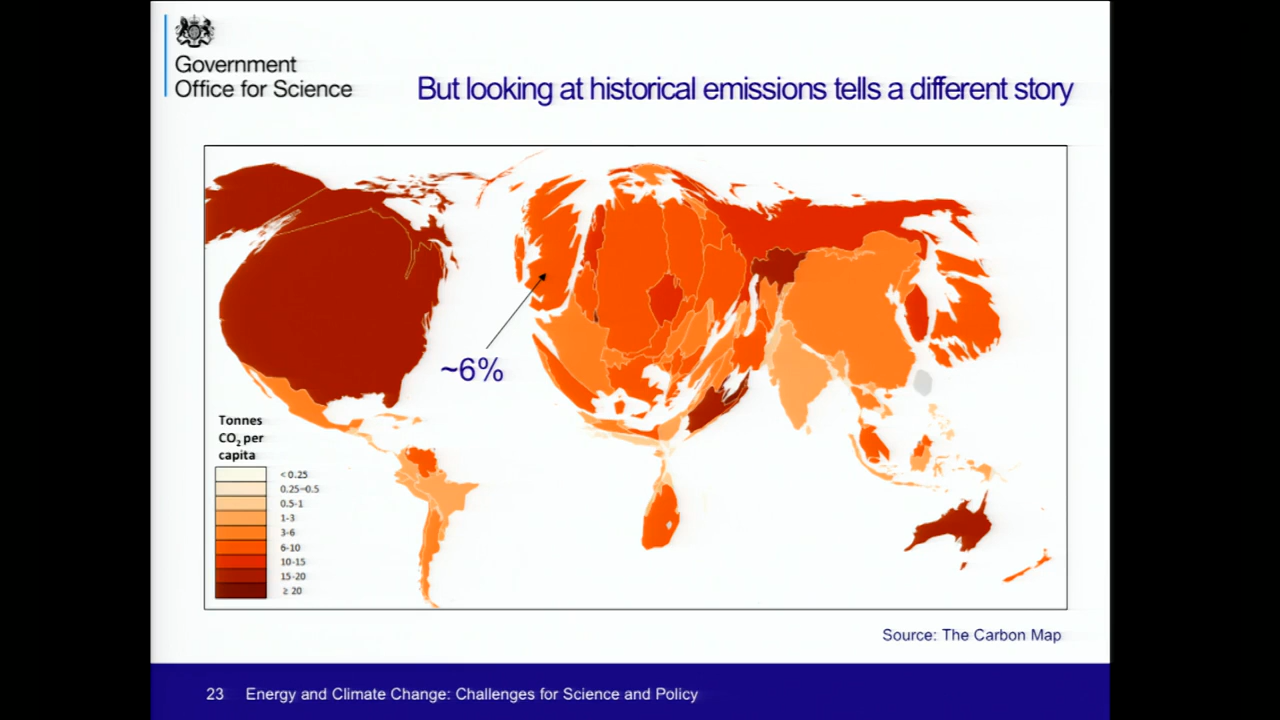 Government
Office for Science
But looking at historical emissions tells a different story
~6%
Tonnes
CO₂ per
capita
< 0.25
0.25–0.5
0.5-1
1-3
3-6
6-10
10-15
15-20
≥ 20
Source: The Carbon Map
23 Energy and Climate Change: Challenges for Science and Policy